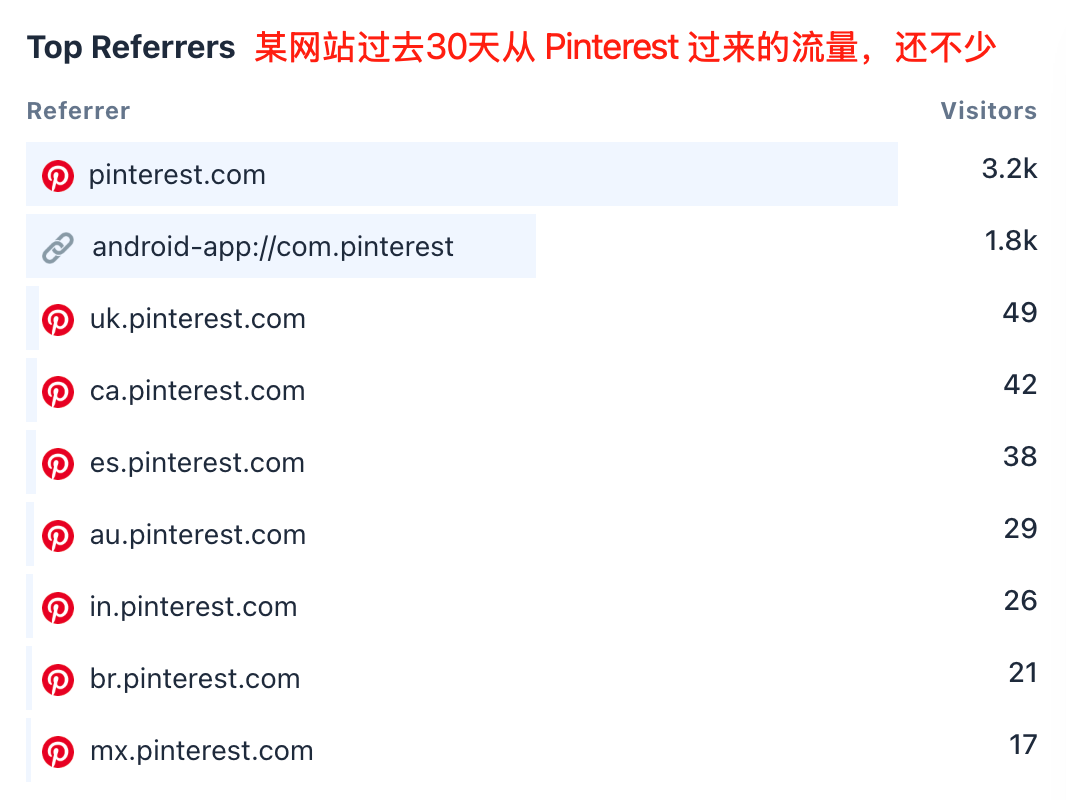 Top Referrers 某网站过去30天从 Pinterest 过来的流量，还不少
Referrer Visitors
pinterest.com 3.2k
android-app://com.pinterest 1.8k
uk.pinterest.com 49
ca.pinterest.com 42
es.pinterest.com 38
au.pinterest.com 29
in.pinterest.com 26
br.pinterest.com 21
mx.pinterest.com 17